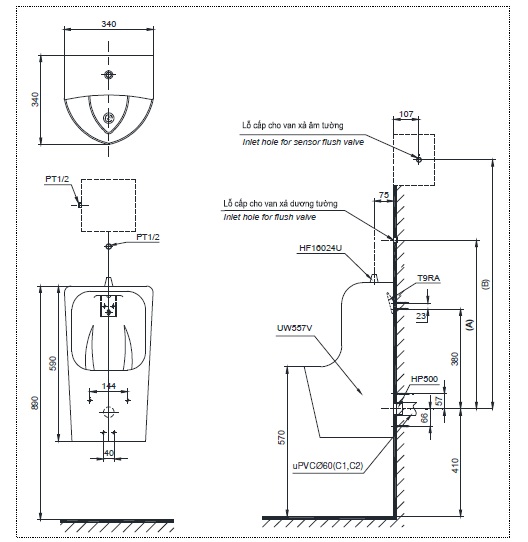 340
340
107
Lỗ cấp cho van xả âm tường
Inlet hole for sensor flush valve
PT1/2
75
Lỗ cấp cho van xả dương tường
Inlet hole for flush valve
PT1/2
HF16024U
T9RA
(B)
(A)
23
UW557V
380
590
890
144
HP500
57
66
570
40
410
uPVCØ60(C1,C2)